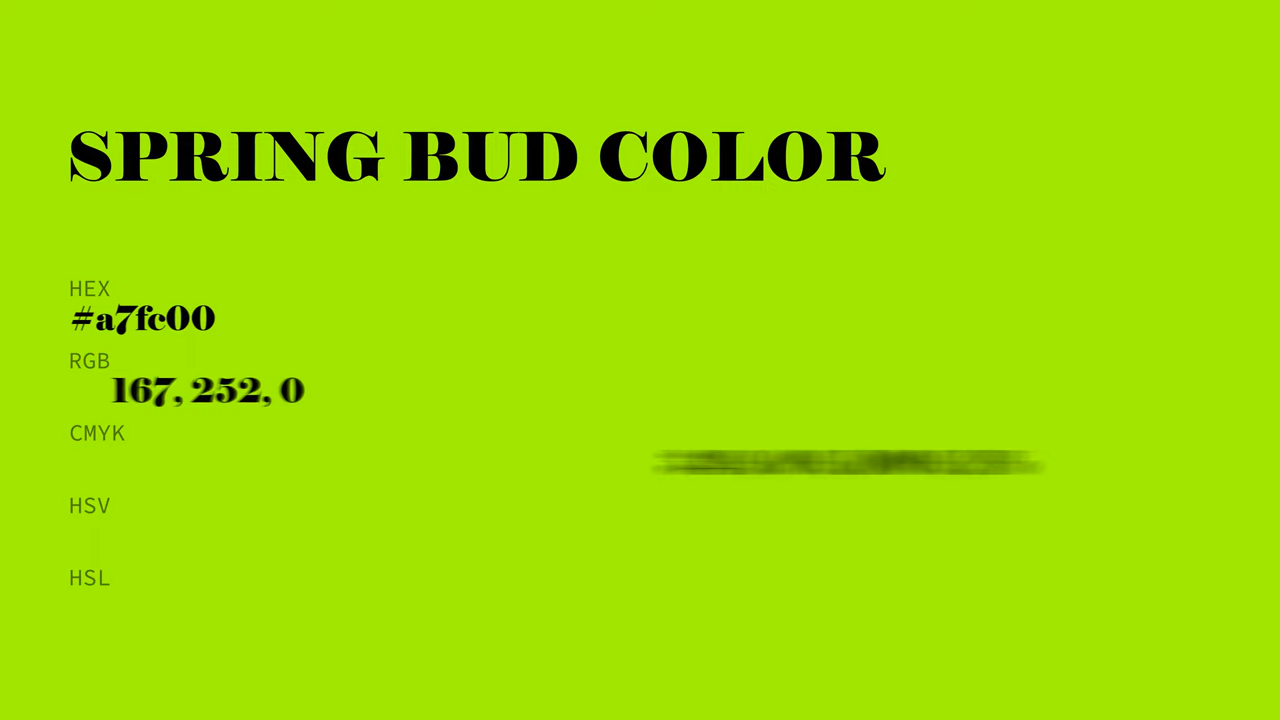 SPRING BUD COLOR
HEX
#a7fc00
RGB
167, 252, 0
CMYK
HSV
HSL